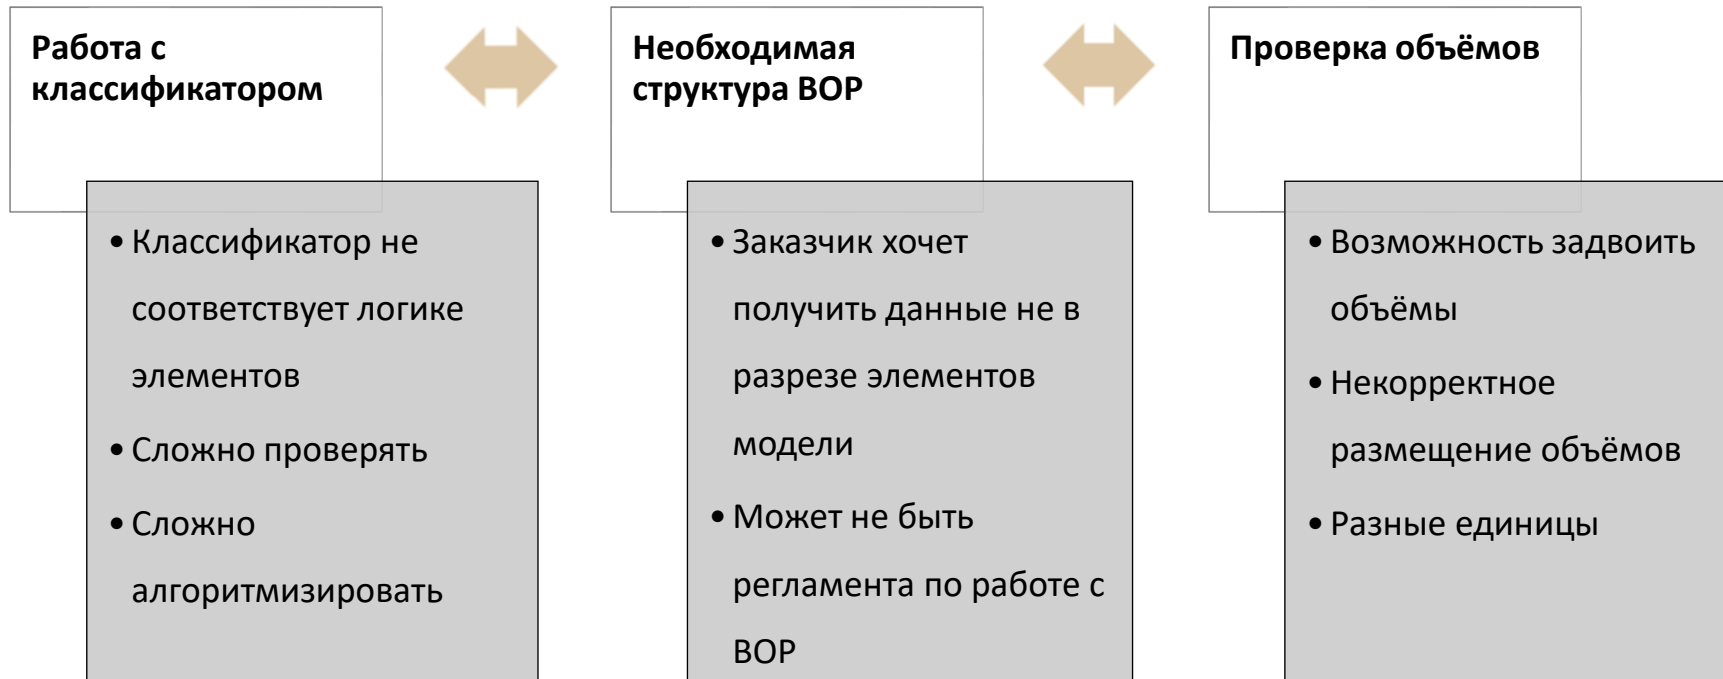 Работа с
классификатором
• Классификатор не
соответствует логике
элементов
• Сложно проверять
• Сложно
алгоритмизировать
Необходимая
структура ВОР
• Заказчик хочет
получить данные не в
разрезе элементов
модели
• Может не быть
регламента по работе с
ВОР
Проверка объёмов
• Возможность задвоить
объёмы
• Некорректное
размещение объёмов
• Разные единицы